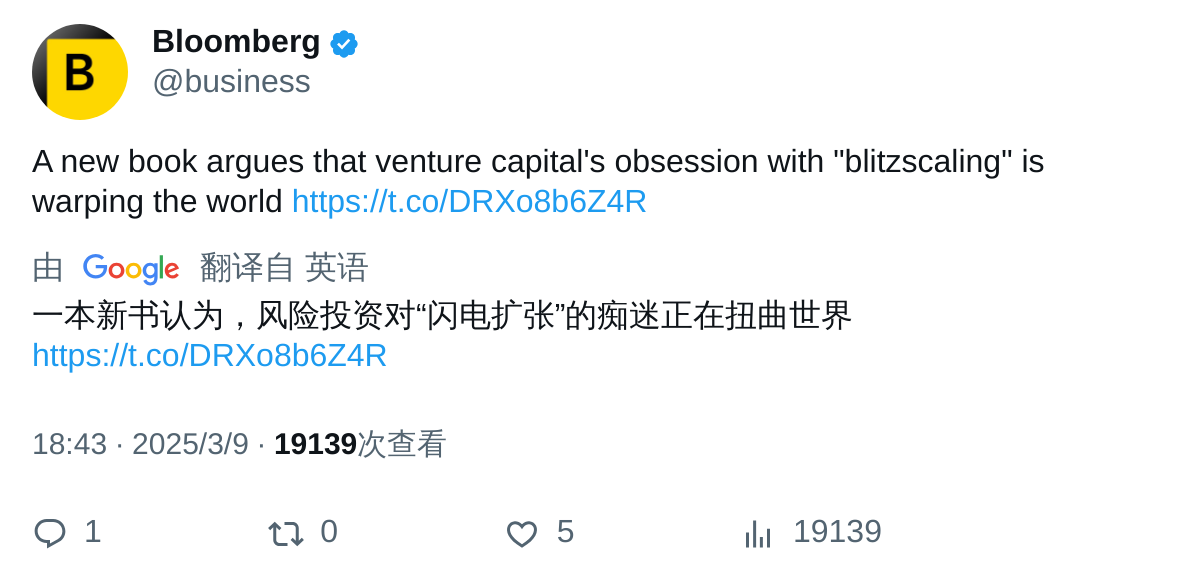 B
Bloomberg
@business
A new book argues that venture capital's obsession with "blitzscaling" is
warping the world https://t.co/DRXo8b6Z4R
由 Google 翻译自 英语
一本新书认为，风险投资对“闪电扩张”的痴迷正在扭曲世界
https://t.co/DRXo8b6Z4R
18:43 · 2025/3/9 · 19139次查看
1 0 5 19139